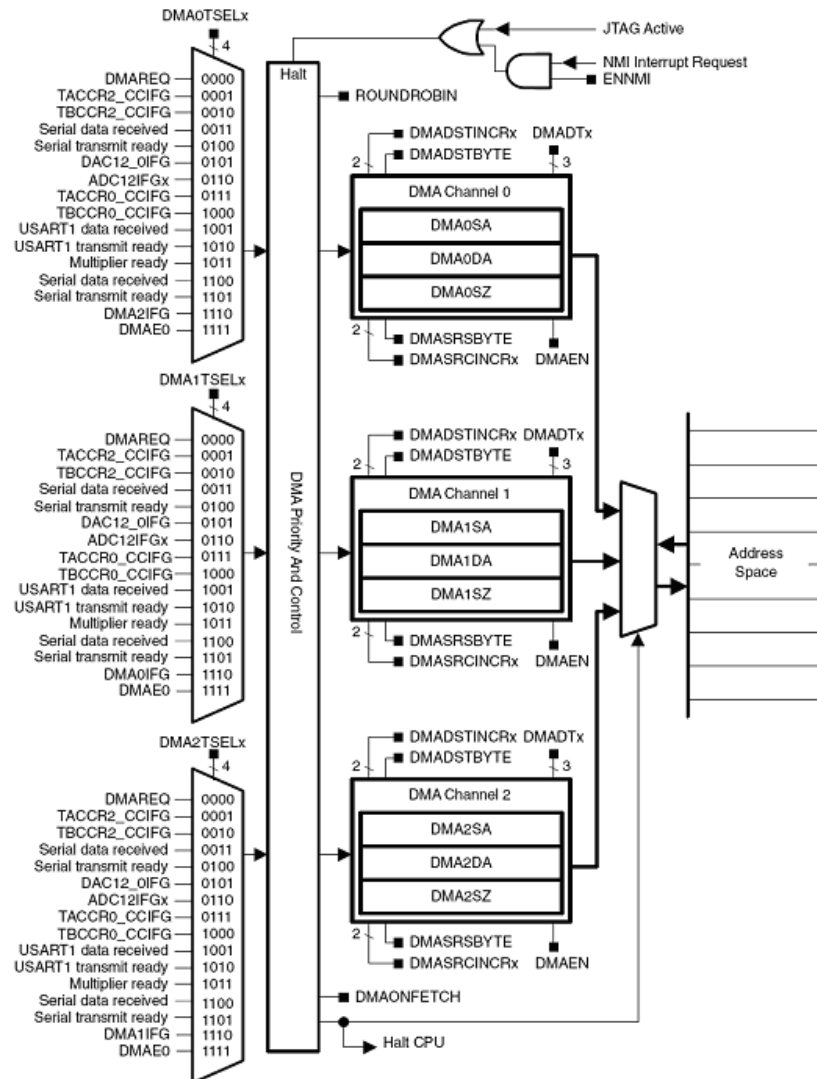 DMA0TSELx
4
JTAG Active
NMI Interrupt Request
ENNMI
Halt
ROUNDROBIN
DMAREQ 0000
TACCR2_CCIFG 0001
TBCCR2_CCIFG 0010
Serial data received 0011
Serial transmit ready 0100
DAC12_0IFG 0101
ADC12IFGx 0110
TACCR0_CCIFG 0111
TBCCR0_CCIFG 1000
USART1 data received 1001
USART1 transmit ready 1010
Multiplier ready 1011
Serial data received 1100
Serial transmit ready 1101
DMA2IFG 1110
DMAE0 1111
2
DMADSTINCRx
DMADSTBYTE
DMADTx
3
DMA Channel 0
DMA0SA
DMA0DA
DMA0SZ
2
DMASRSBYTE
DMASRCINCRx
DMAEN
DMA1TSELx
4
DMAREQ 0000
TACCR2_CCIFG 0001
TBCCR2_CCIFG 0010
Serial data received 0011
Serial transmit ready 0100
DAC12_0IFG 0101
ADC12IFGx 0110
TACCR0_CCIFG 0111
TBCCR0_CCIFG 1000
USART1 data received 1001
USART1 transmit ready 1010
Multiplier ready 1011
Serial data received 1100
Serial transmit ready 1101
DMA0IFG 1110
DMAE0 1111
DMA Priority And Control
2
DMADSTINCRx
DMADSTBYTE
DMADTx
3
DMA Channel 1
DMA1SA
DMA1DA
DMA1SZ
2
DMASRSBYTE
DMASRCINCRx
DMAEN
Address
Space
DMA2TSELx
4
DMAREQ 0000
TACCR2_CCIFG 0001
TBCCR2_CCIFG 0010
Serial data received 0011
Serial transmit ready 0100
DAC12_0IFG 0101
ADC12IFGx 0110
TACCR0_CCIFG 0111
TBCCR0_CCIFG 1000
USART1 data received 1001
USART1 transmit ready 1010
Multiplier ready 1011
Serial data received 1100
Serial transmit ready 1101
DMA1IFG 1110
DMAE0 1111
2
DMADSTINCRx
DMADSTBYTE
DMADTx
3
DMA Channel 2
DMA2SA
DMA2DA
DMA2SZ
2
DMASRSBYTE
DMASRCINCRx
DMAEN
DMAONFETCH
Halt CPU